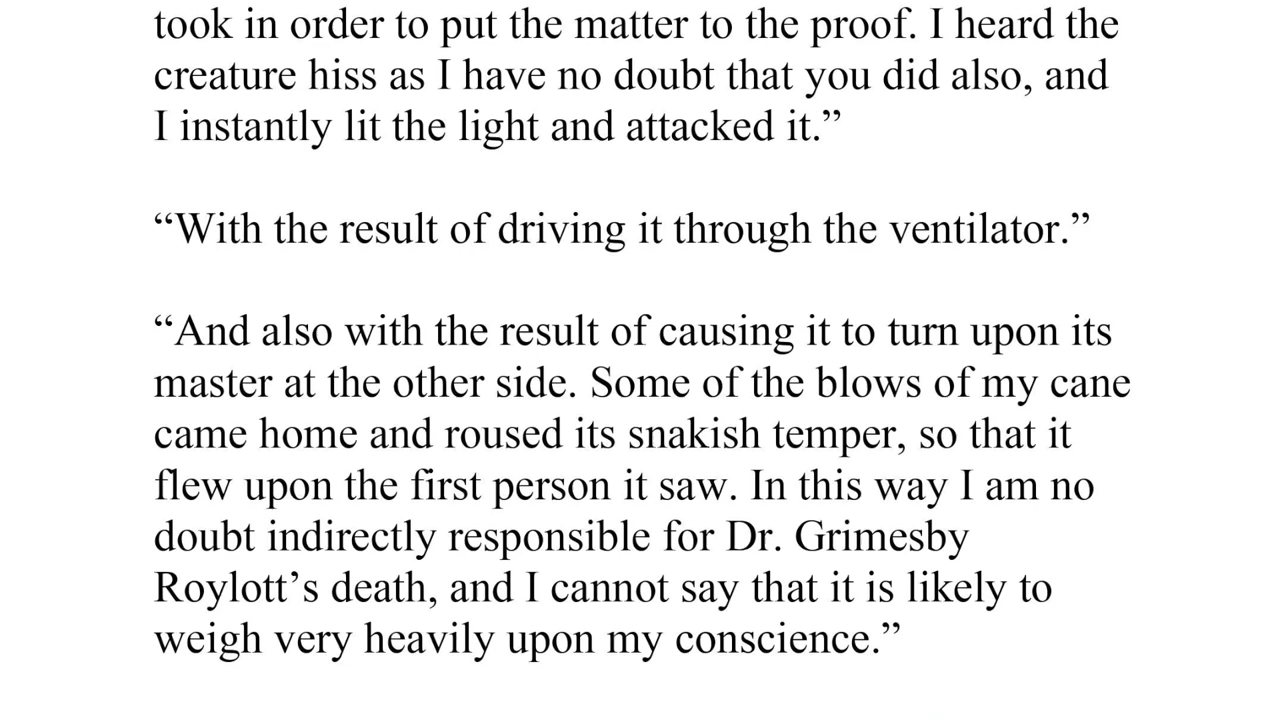 took in order to put the matter to the proof. I heard the
creature hiss as I have no doubt that you did also, and
I instantly lit the light and attacked it.”
“With the result of driving it through the ventilator.”
“And also with the result of causing it to turn upon its
master at the other side. Some of the blows of my cane
came home and roused its snakish temper, so that it
flew upon the first person it saw. In this way I am no
doubt indirectly responsible for Dr. Grimesby
Roylott’s death, and I cannot say that it is likely to
weigh very heavily upon my conscience.”